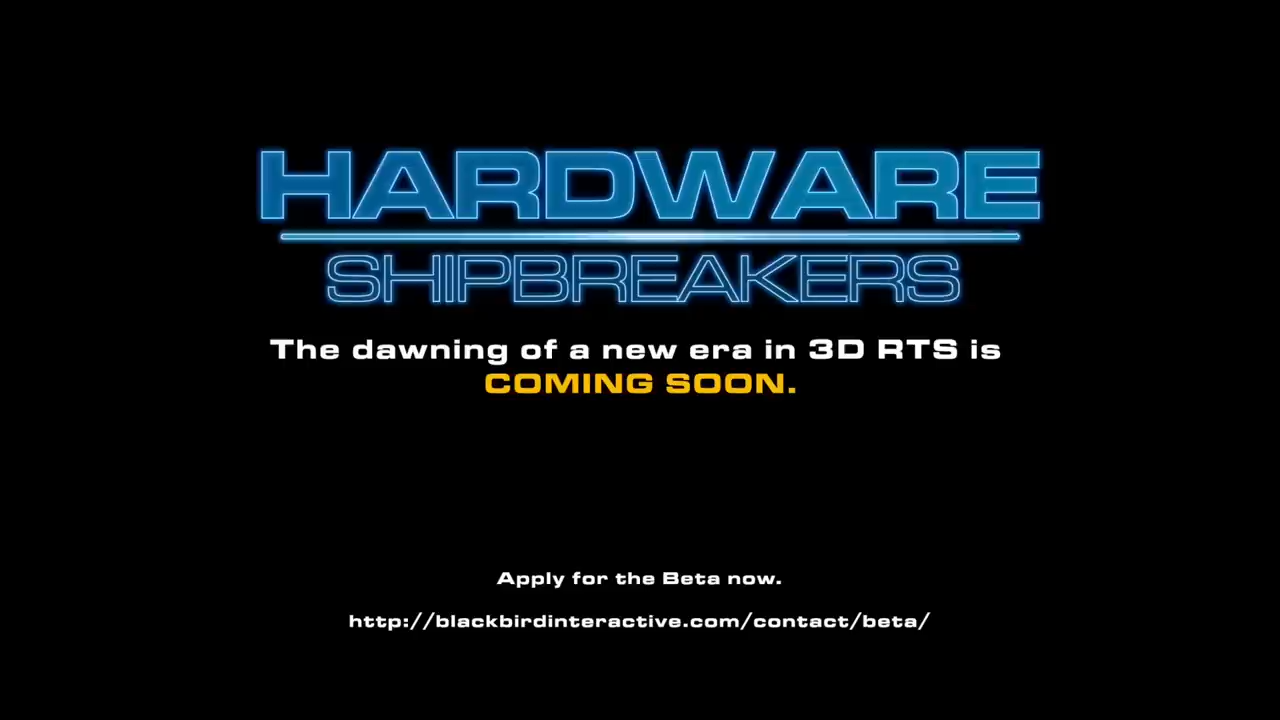 HARDWARE
SHIPBREAKERS
The dawning of a new era in 3D RTS is
COMING SOON.
Apply for the Beta now.
http://blackbirdinteractive.com/contact/beta/